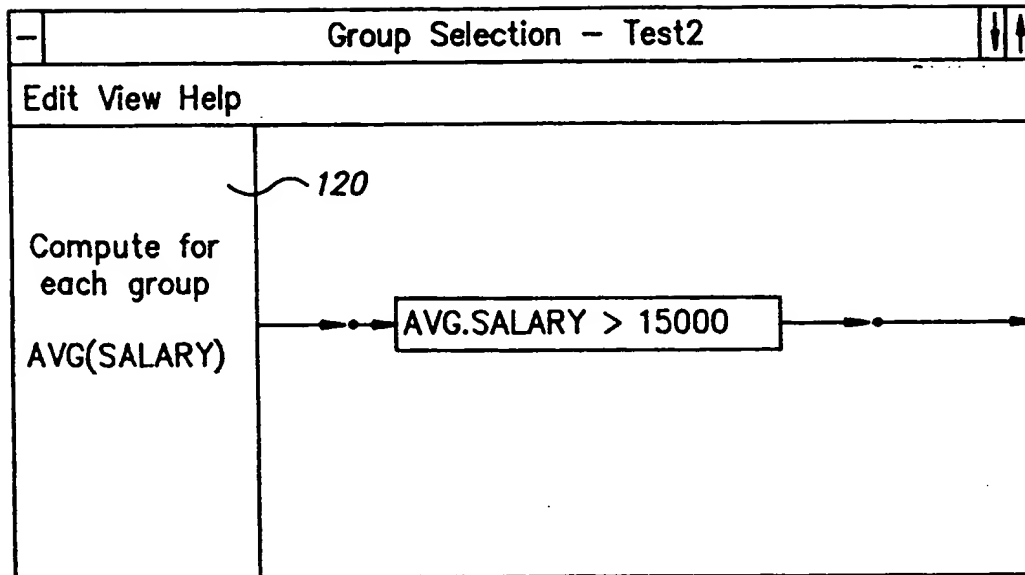 Group Selection – Test2
Edit View Help
120
Compute for
each group
AVG(SALARY)
AVG.SALARY > 15000